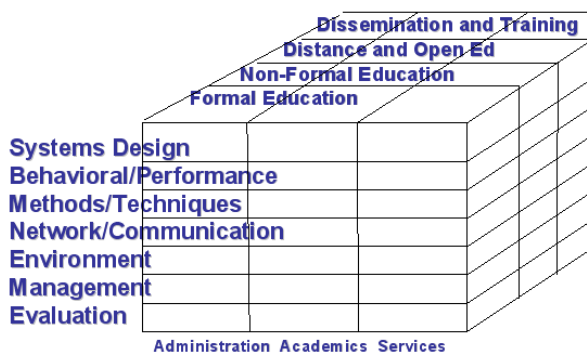 Dissemination and Training
Distance and Open Ed
Non-Formal Education
Formal Education
Systems Design
Behavioral/Performance
Methods/Techniques
Network/Communication
Environment
Management
Evaluation
Administration Academics Services